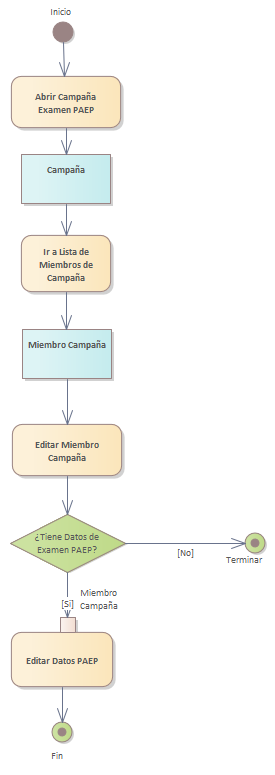 Inicio
Abrir Campaña
Examen PAEP
Campaña
Ir a Lista de
Miembros de
Campaña
Miembro Campaña
Editar Miembro
Campaña
¿Tiene Datos de
Examen PAEP?
[No]
Terminar
Miembro
Campaña
[Si]
Editar Datos PAEP
Fin